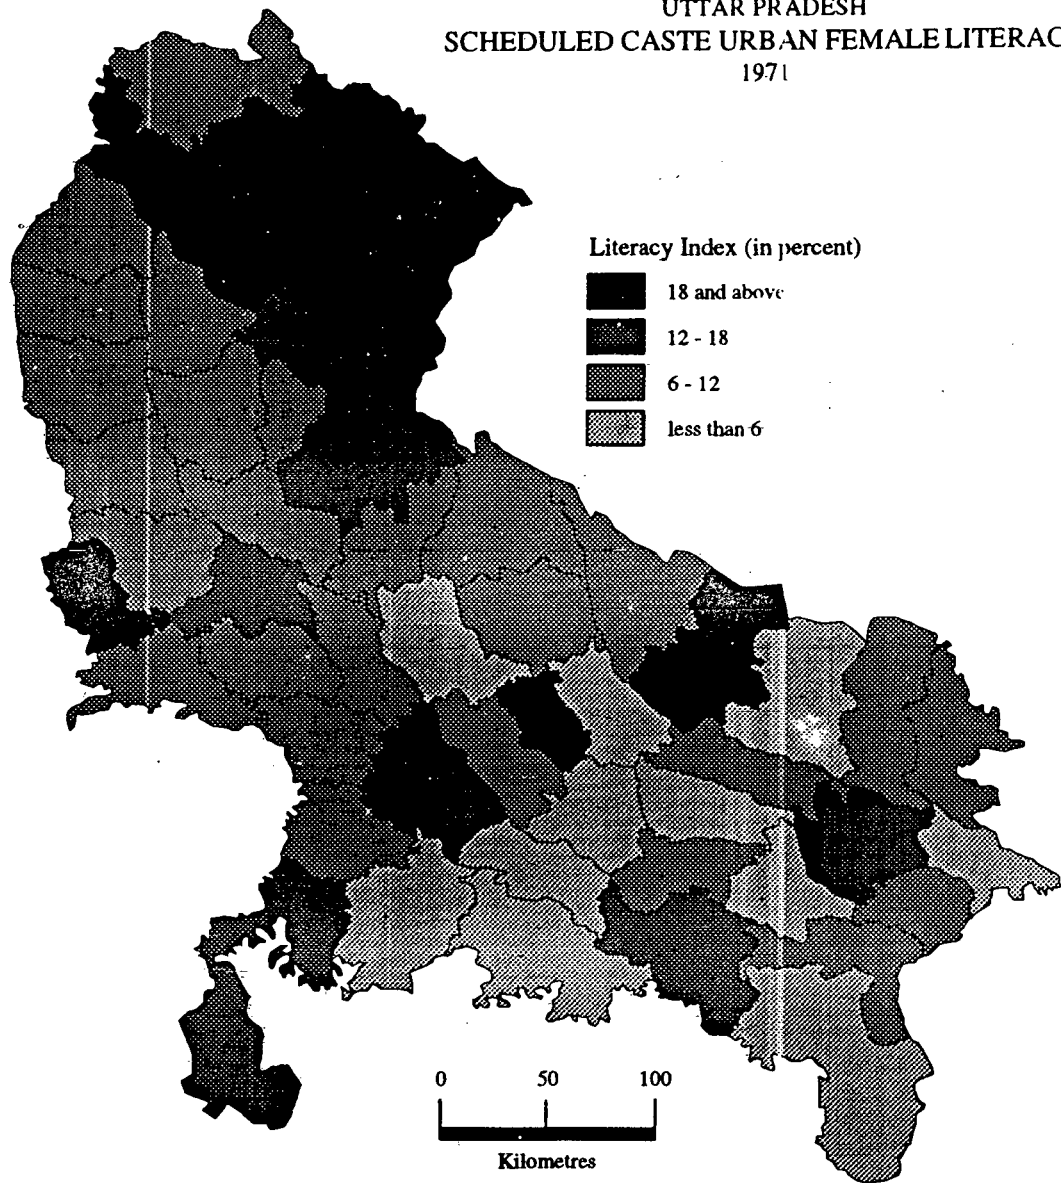 UTTAR PRADESH
SCHEDULED CASTE URBAN FEMALE LITERAC
1971
Literacy Index (in percent)
18 and above
12 - 18
6 - 12
less than 6
0 50 100
Kilometres